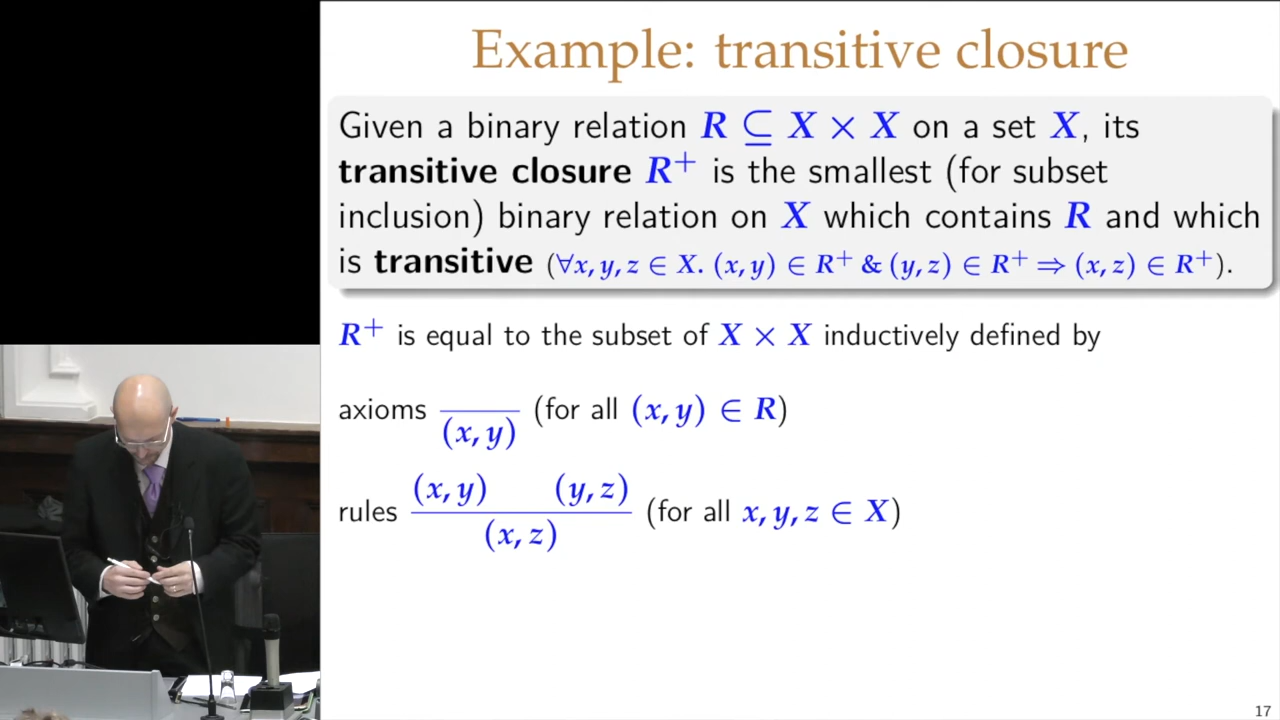 Example: transitive closure
Given a binary relation R ⊆ X × X on a set X, its
transitive closure R⁺ is the smallest (for subset
inclusion) binary relation on X which contains R and which
is transitive (∀x, y, z ∈ X. (x, y) ∈ R⁺ & (y, z) ∈ R⁺ ⇒ (x, z) ∈ R⁺).
R⁺ is equal to the subset of X × X inductively defined by
axioms ―― (for all (x, y) ∈ R)
(x, y)
(x, y) (y, z)
rules ―― (for all x, y, z ∈ X)
(x, z)
17